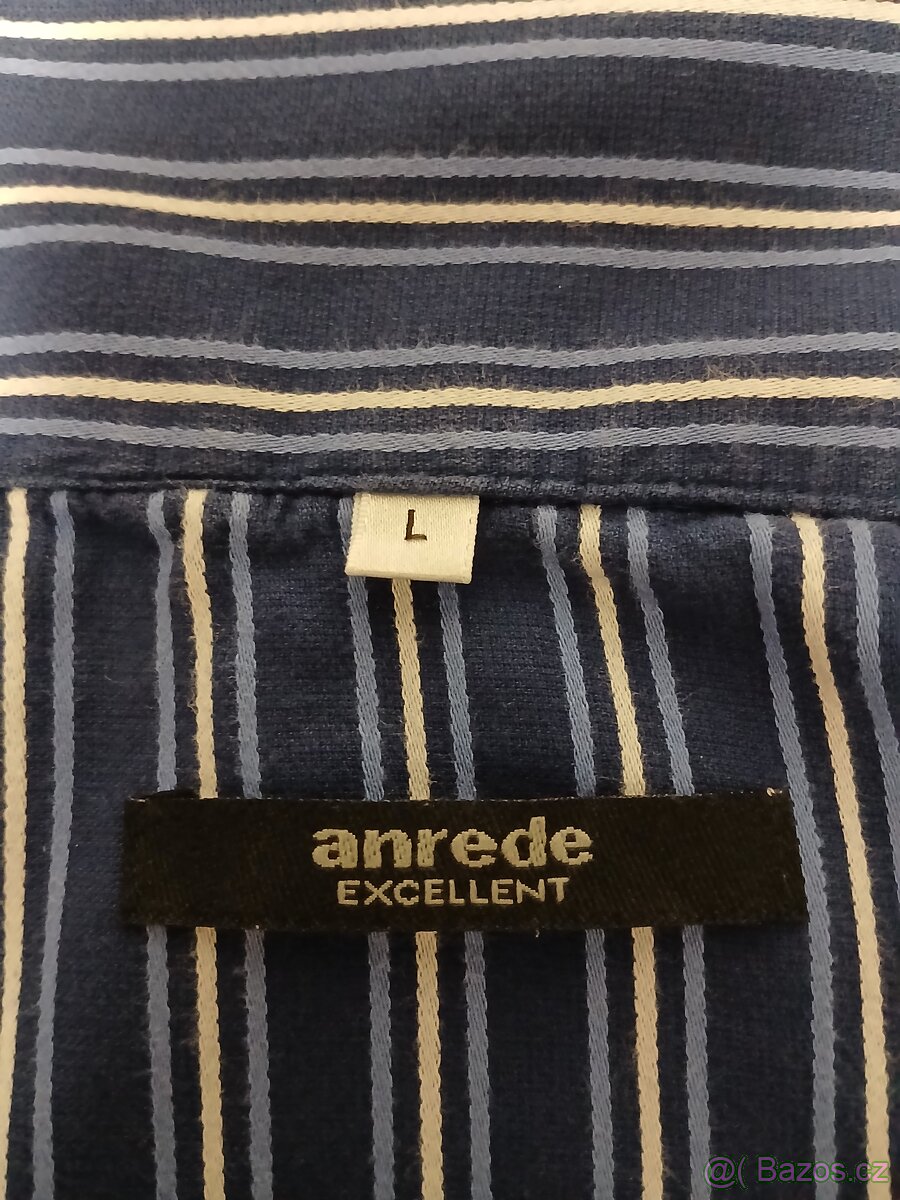 L
anrede
EXCELLENT
@( Bazos.cz